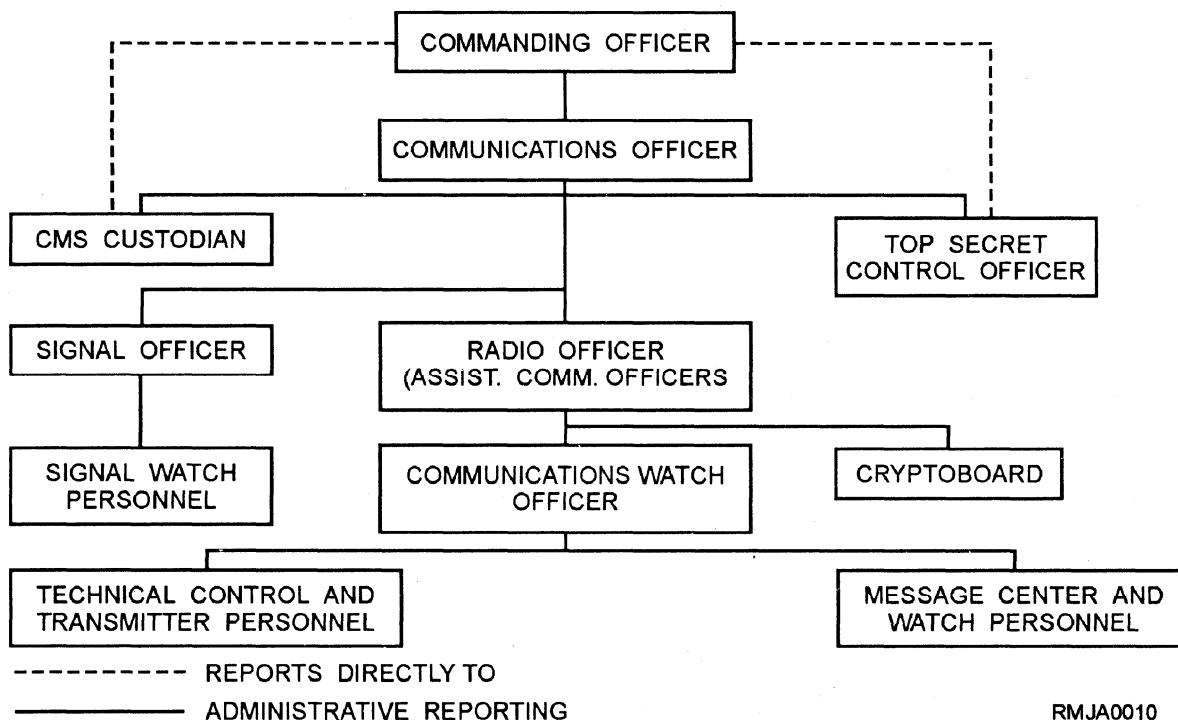 COMMANDING OFFICER
COMMUNICATIONS OFFICER
CMS CUSTODIAN
TOP SECRET
CONTROL OFFICER
SIGNAL OFFICER
RADIO OFFICER
(ASSIST. COMM. OFFICERS
SIGNAL WATCH
PERSONNEL
COMMUNICATIONS WATCH
OFFICER
CRYPTOBOARD
TECHNICAL CONTROL AND
TRANSMITTER PERSONNEL
MESSAGE CENTER AND
WATCH PERSONNEL
REPORTS DIRECTLY TO
ADMINISTRATIVE REPORTING
RMJA0010